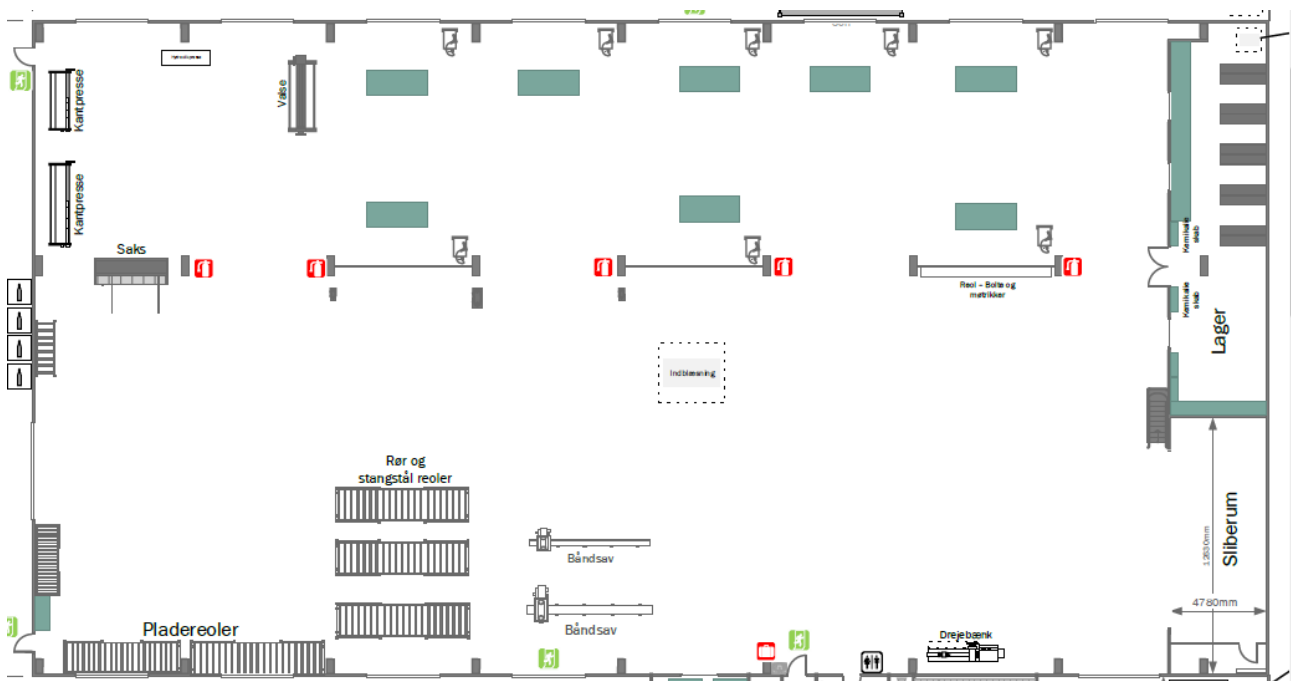 Kantpresse
Valse
Kantpresse
Saks
Kemikalie
skab
Reol - Bolte og
møtrikker
Kemikalie
skab
Lager
Indblæsning
Rør og
stangstål reoler
Båndsav
12630mm
Sliberum
4780mm
Båndsav
Pladereoler
Drejebænk